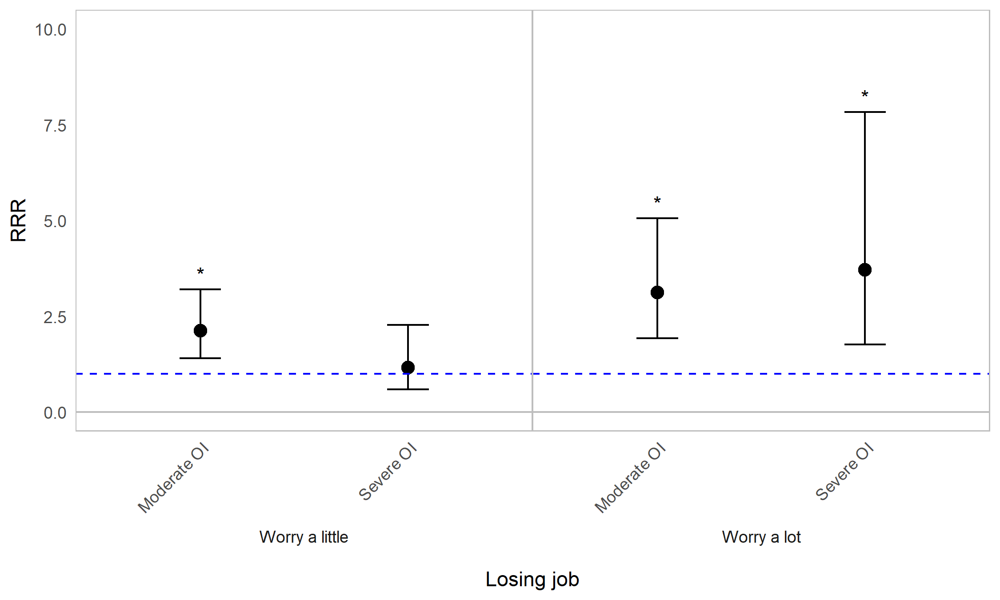 10.0
7.5
5.0
2.5
0.0
RRR
*
*
*
Moderate OI
Severe OI
Moderate OI
Severe OI
Worry a little
Worry a lot
Losing job